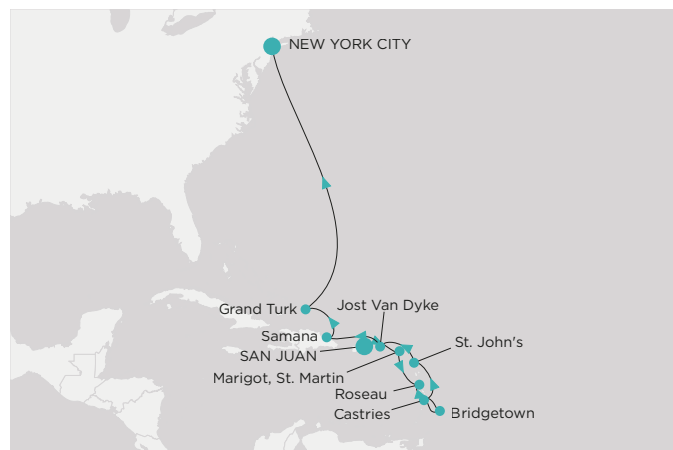 NEW YORK CITY
Grand Turk
Jost Van Dyke
Samana
St. John's
SAN JUAN
Marigot, St. Martin
Roseau
Castries
Bridgetown